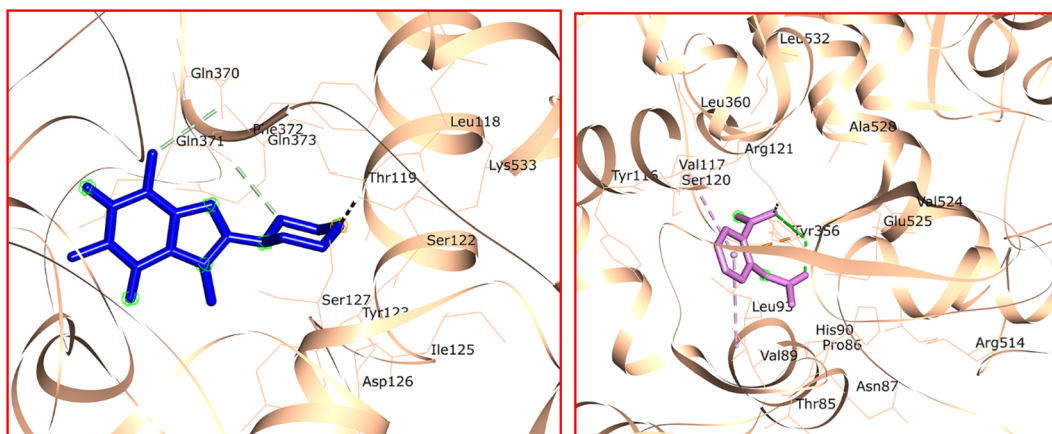 Gln370
Gln371
Phe372
Gln373
Leu118
Lys533
Thr119
Ser122
Ser127
Tyr123
Ile125
Asp126
Leu532
Leu360
Ala528
Arg121
Val117
Tyr116
Ser120
Val524
Glu525
Tyr356
Leu93
His90
Pro86
Val89
Arg514
Asn87
Thr85